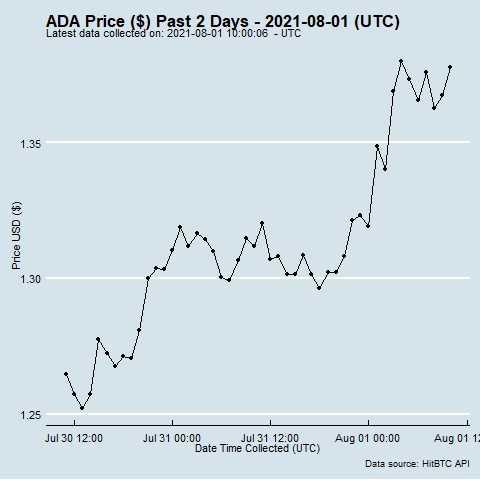 ADA Price ($) Past 2 Days - 2021-08-01 (UTC)
Latest data collected on: 2021-08-01 10:00:06 - UTC
Price USD ($)
1.35
1.30
1.25
Jul 30 12:00 Jul 31 00:00 Jul 31 12:00 Aug 01 00:00 Aug 01 12
Date Time Collected (UTC)
Data source: HitBTC API